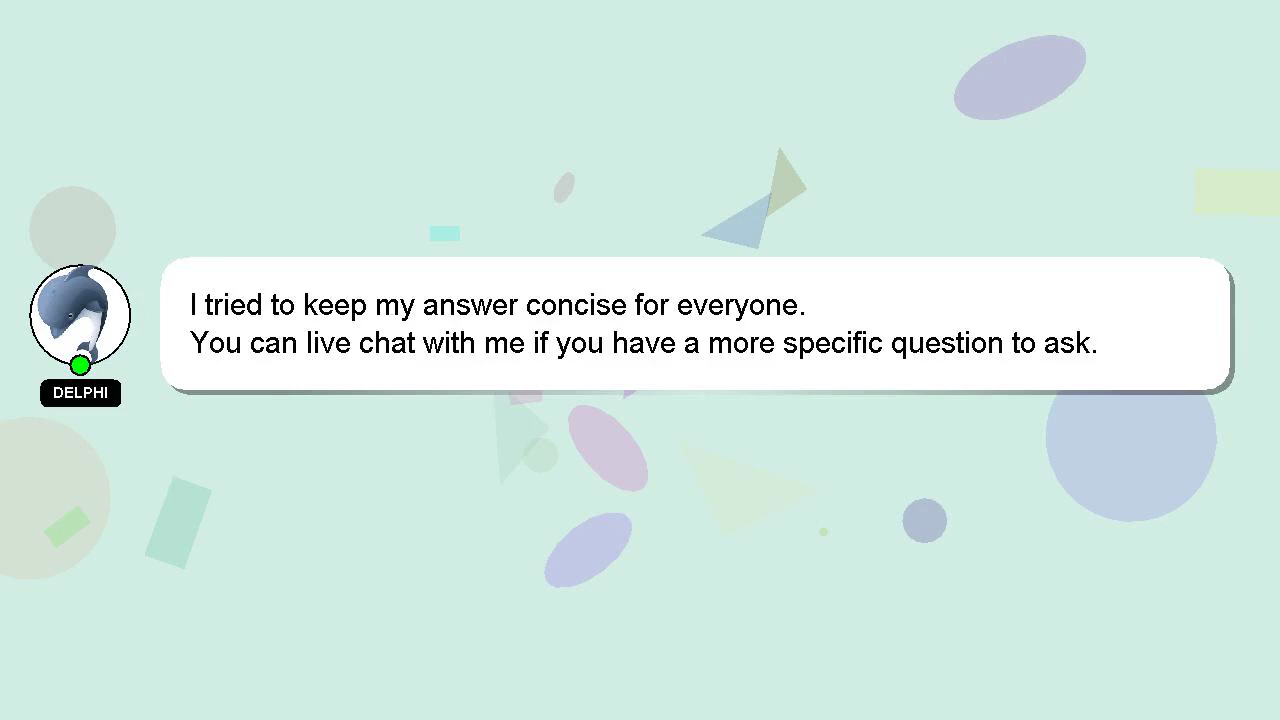 I tried to keep my answer concise for everyone.
You can live chat with me if you have a more specific question to ask.
DELPHI